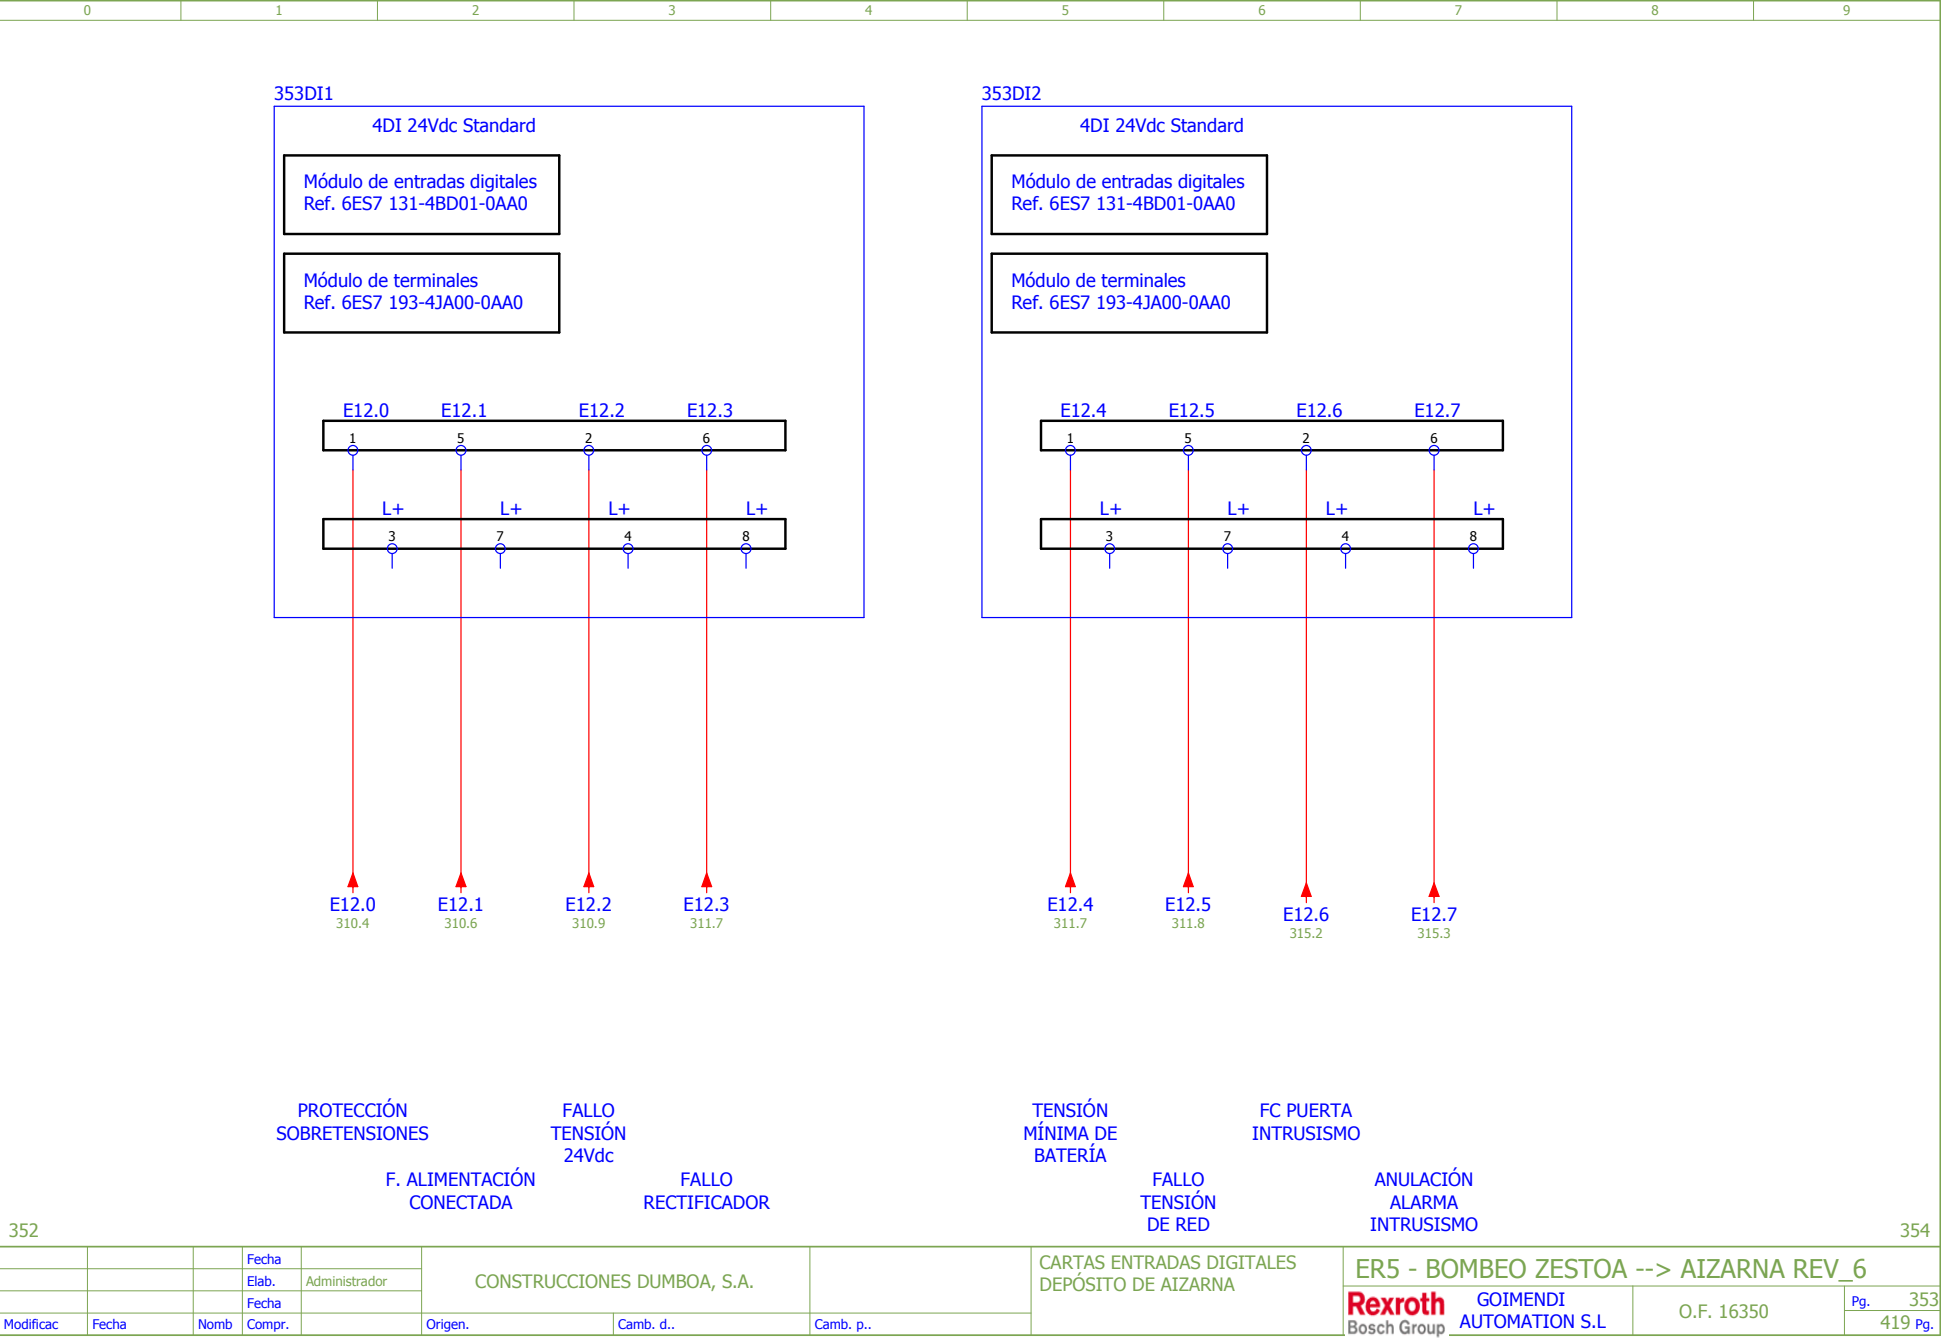 0 1 2 3 4 5 6 7 8 9
353DI1
4DI 24Vdc Standard
Módulo de entradas digitales
Ref. 6ES7 131-4BD01-0AA0
Módulo de terminales
Ref. 6ES7 193-4JA00-0AA0
E12.0 E12.1 E12.2 E12.3
1 5 2 6
L+ L+ L+ L+
3 7 4 8
E12.0 E12.1 E12.2 E12.3
310.4 310.6 310.9 311.7
353DI2
4DI 24Vdc Standard
Módulo de entradas digitales
Ref. 6ES7 131-4BD01-0AA0
Módulo de terminales
Ref. 6ES7 193-4JA00-0AA0
E12.4 E12.5 E12.6 E12.7
1 5 2 6
L+ L+ L+ L+
3 7 4 8
E12.4 E12.5 E12.6 E12.7
311.7 311.8 315.2 315.3
PROTECCIÓN
SOBRETENSIONES
F. ALIMENTACIÓN
CONECTADA
FALLO
TENSIÓN
24Vdc
FALLO
RECTIFICADOR
TENSIÓN
MÍNIMA DE
BATERÍA
FALLO
TENSIÓN
DE RED
FC PUERTA
INTRUSISMO
ANULACIÓN
ALARMA
INTRUSISMO
352
354
Fecha
Elab. Administrador
Fecha
Modificac Fecha Nomb Compr.
CONSTRUCCIONES DUMBOA, S.A.
Origen. Camb. d.. Camb. p..
CARTAS ENTRADAS DIGITALES
DEPÓSITO DE AIZARNA
ER5 - BOMBEO ZESTOA --> AIZARNA REV_6
Rexroth
Bosch Group
GOIMENDI
AUTOMATION S.L
O.F. 16350
Pg. 353
419 Pg.